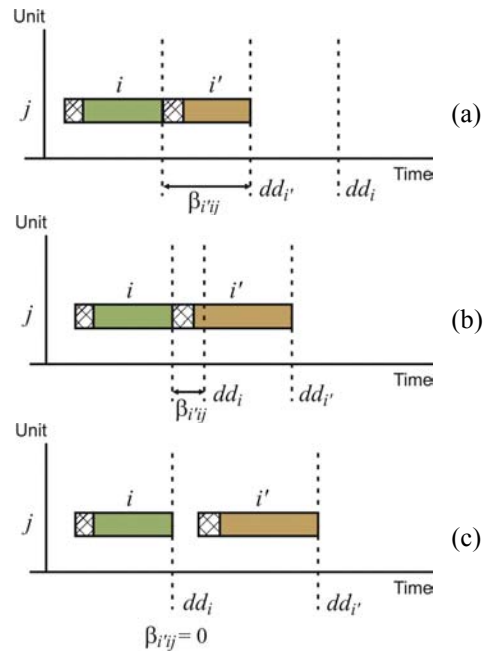 Unit
i
i′
j
(a)
Time
β_{i′ij}
dd_{i′}
dd_i
Unit
i
i′
j
(b)
Time
β_{i′ij}
dd_i
dd_{i′}
Unit
i
i′
j
(c)
Time
dd_i
dd_{i′}
β_{i′ij} = 0